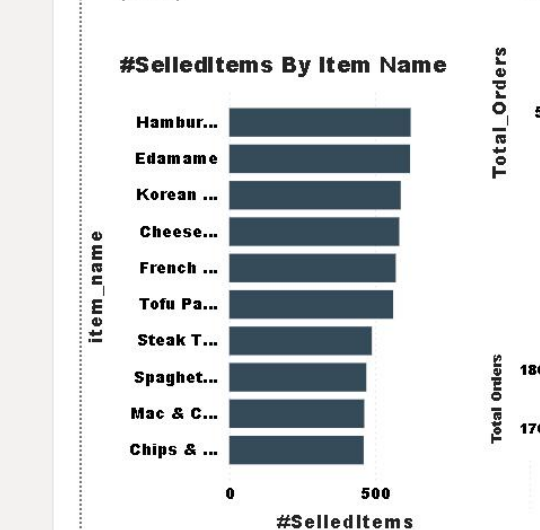 #SelledItems By Item Name
Hambur...
Edamame
Korean ...
Cheese...
French ...
Tofu Pa...
Steak T...
Spaghet...
Mac & C...
Chips & ...
item_name
0 500
#SelledItems
Total_Orders
Total Orders